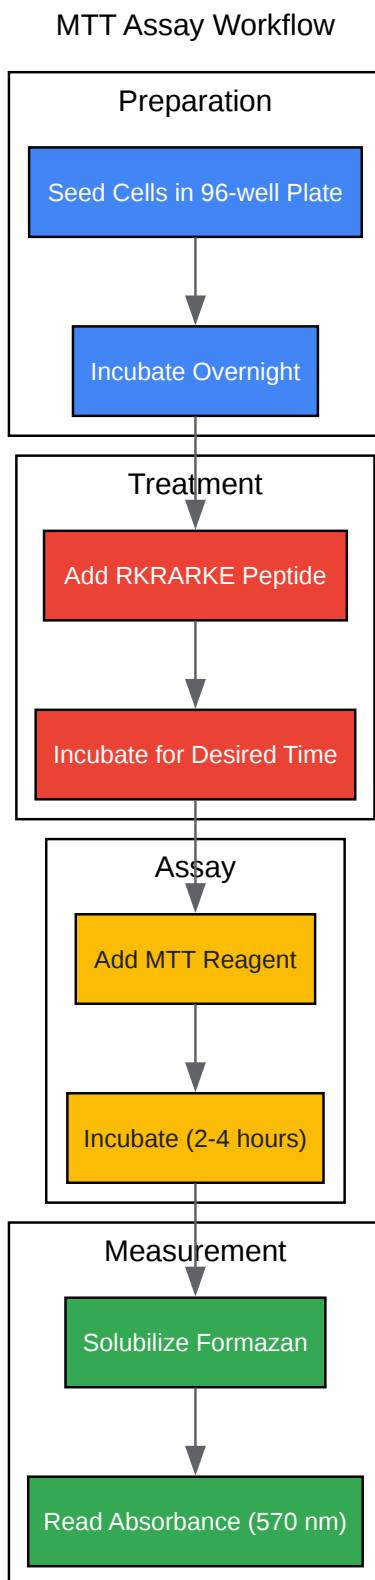 MTT Assay Workflow
Preparation
Seed Cells in 96-well Plate
Incubate Overnight
Treatment
Add RKRARKE Peptide
Incubate for Desired Time
Assay
Add MTT Reagent
Incubate (2-4 hours)
Measurement
Solubilize Formazan
Read Absorbance (570 nm)